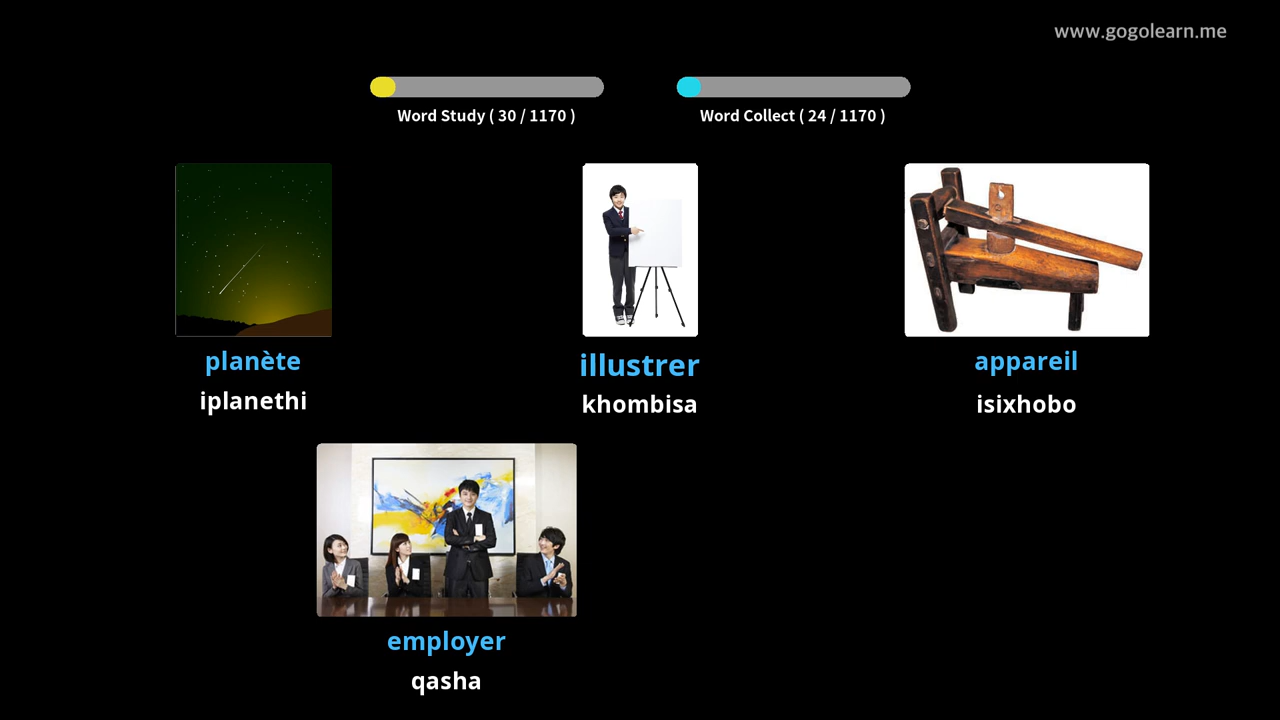 www.gogolearn.me
Word Study ( 30 / 1170 )
Word Collect ( 24 / 1170 )
planète
iplanethi
illustrer
khombisa
appareil
isixhobo
employer
qasha